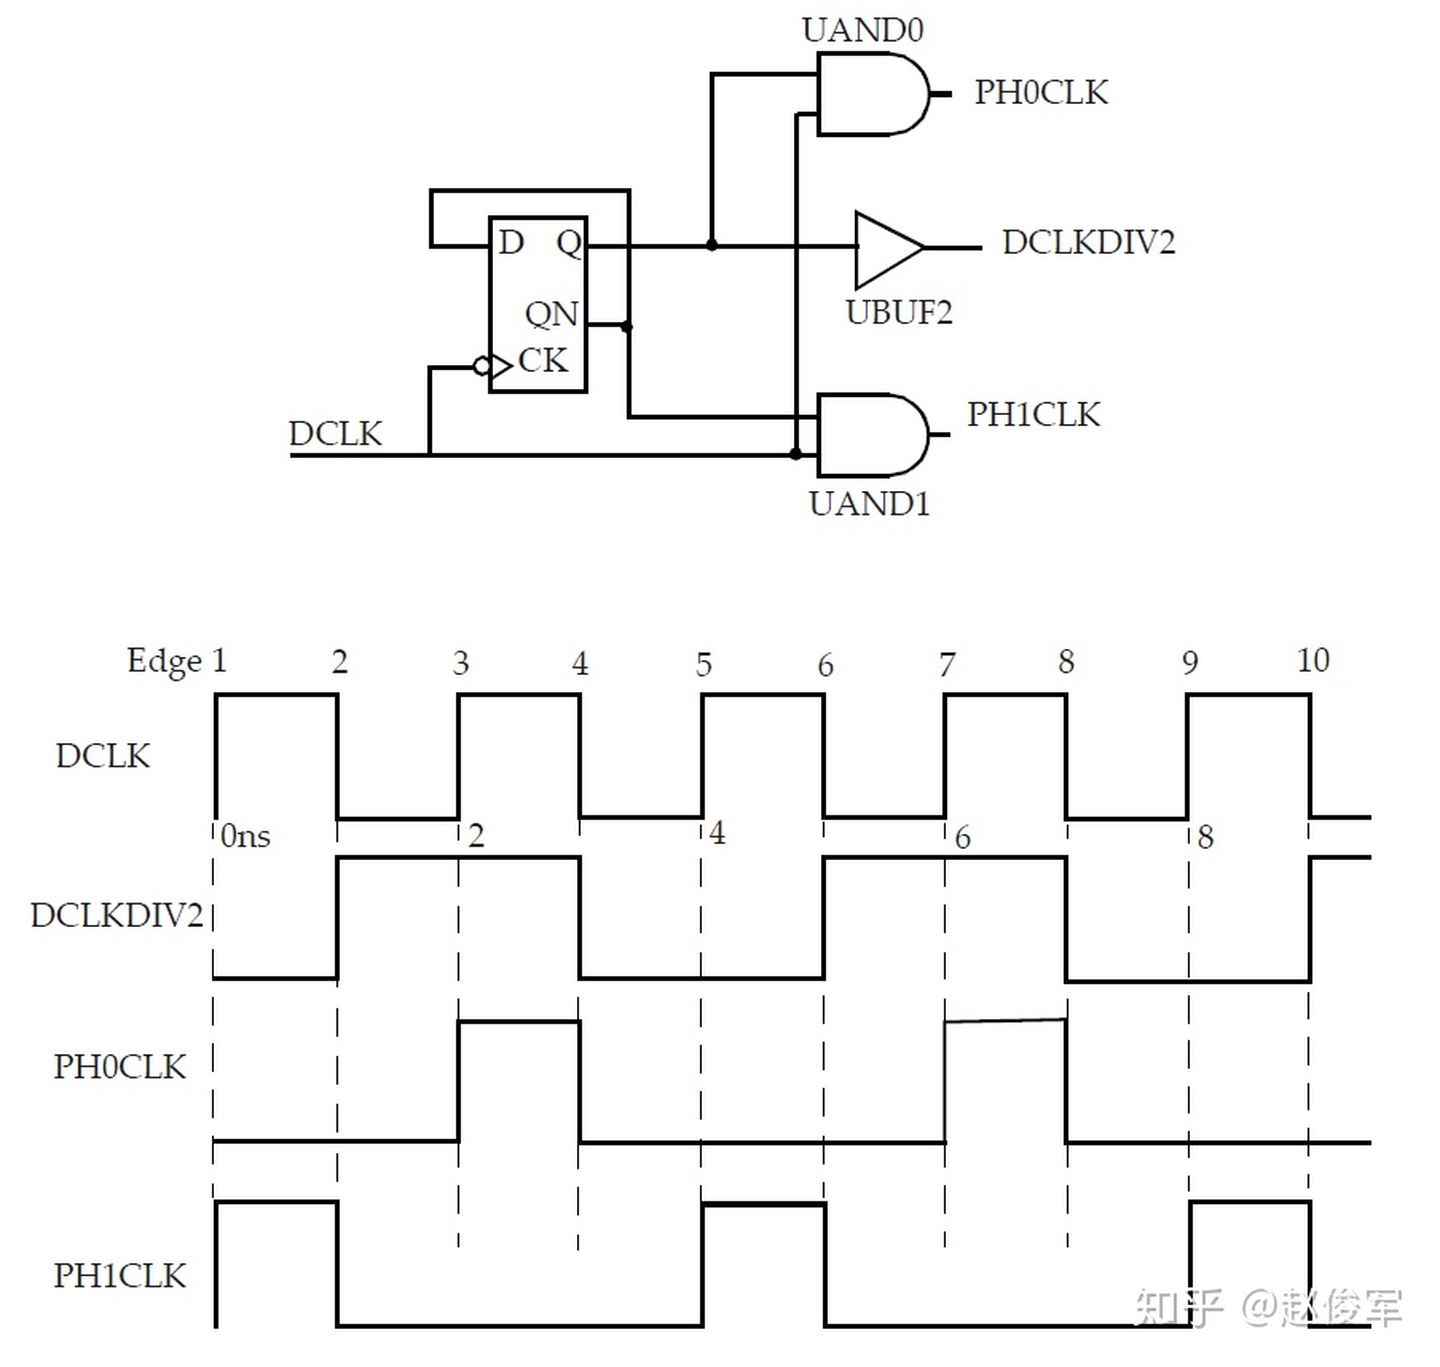 UAND0
PH0CLK
D Q
DCLKDIV2
QN
UBUF2
CK
PH1CLK
DCLK
UAND1
Edge 1 2 3 4 5 6 7 8 9 10
DCLK
0ns 2 4 6 8
DCLKDIV2
PH0CLK
PH1CLK
知乎 @赵俊军